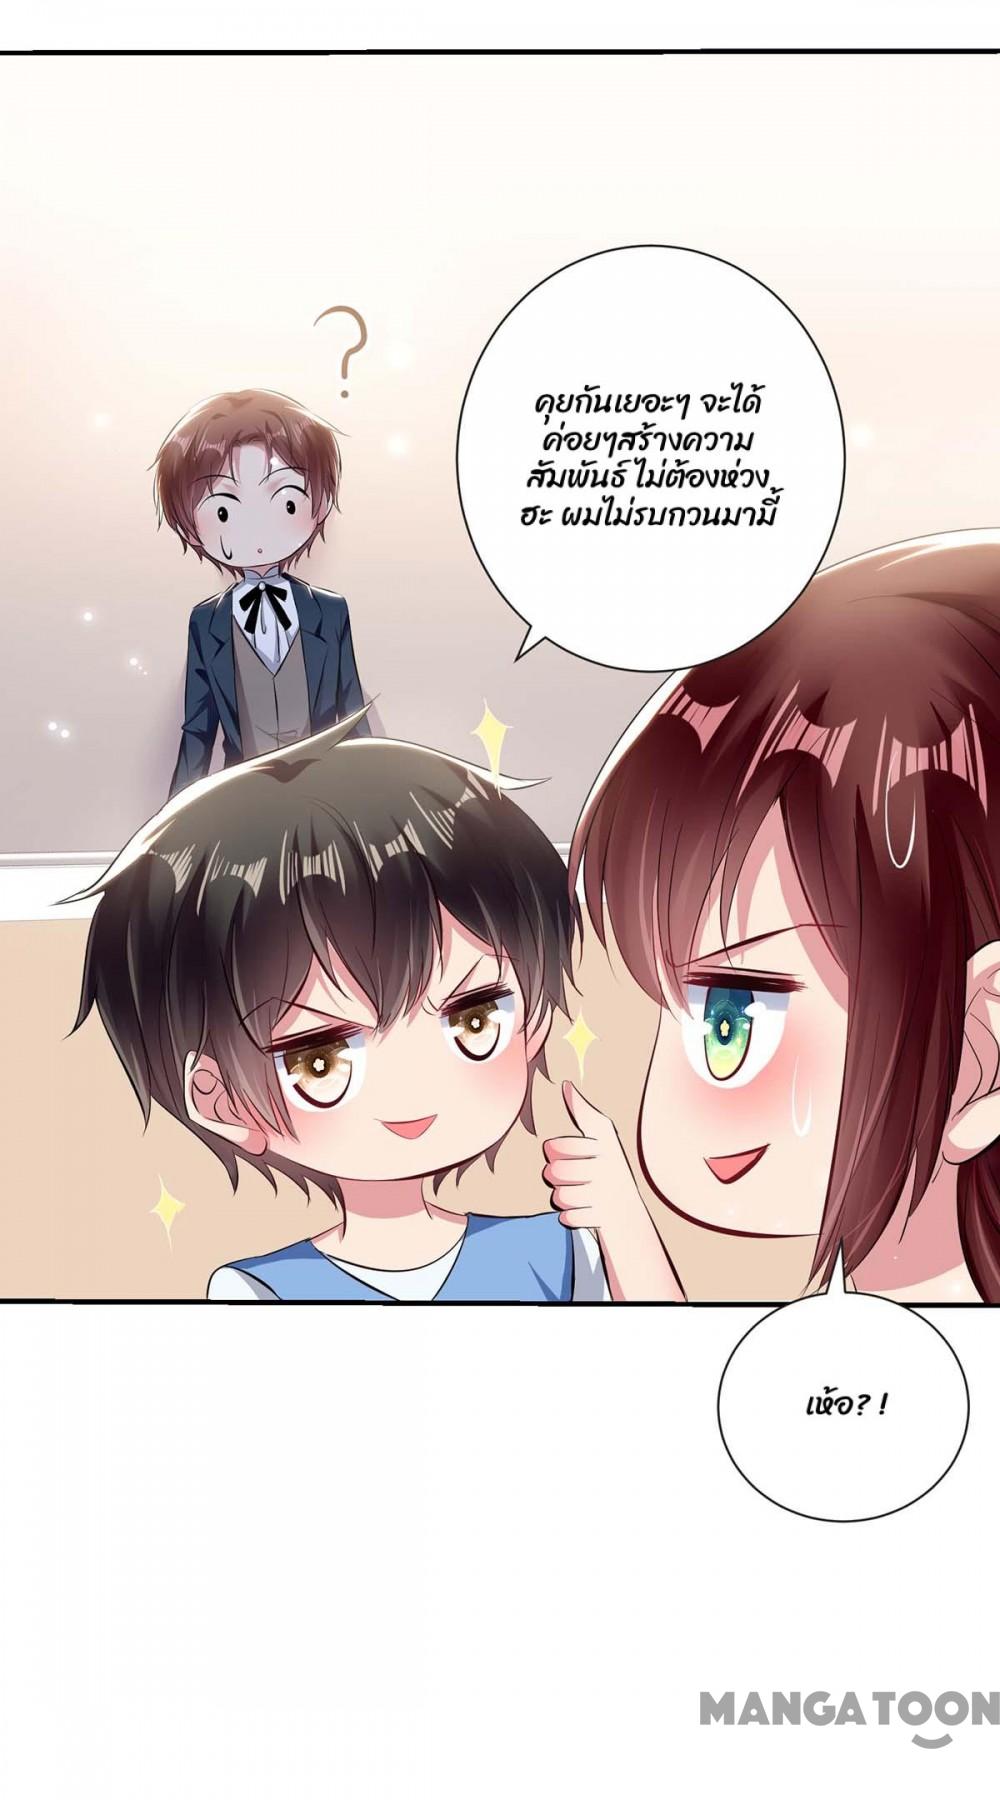 ?
คุยกันเยอะๆ จะได้
ค่อยๆสร้างความ
สัมพันธ์ ไม่ต้องห่วง
ฮะ ผมไม่รบกวนมามี้
เห้อ?!
MANGATOON